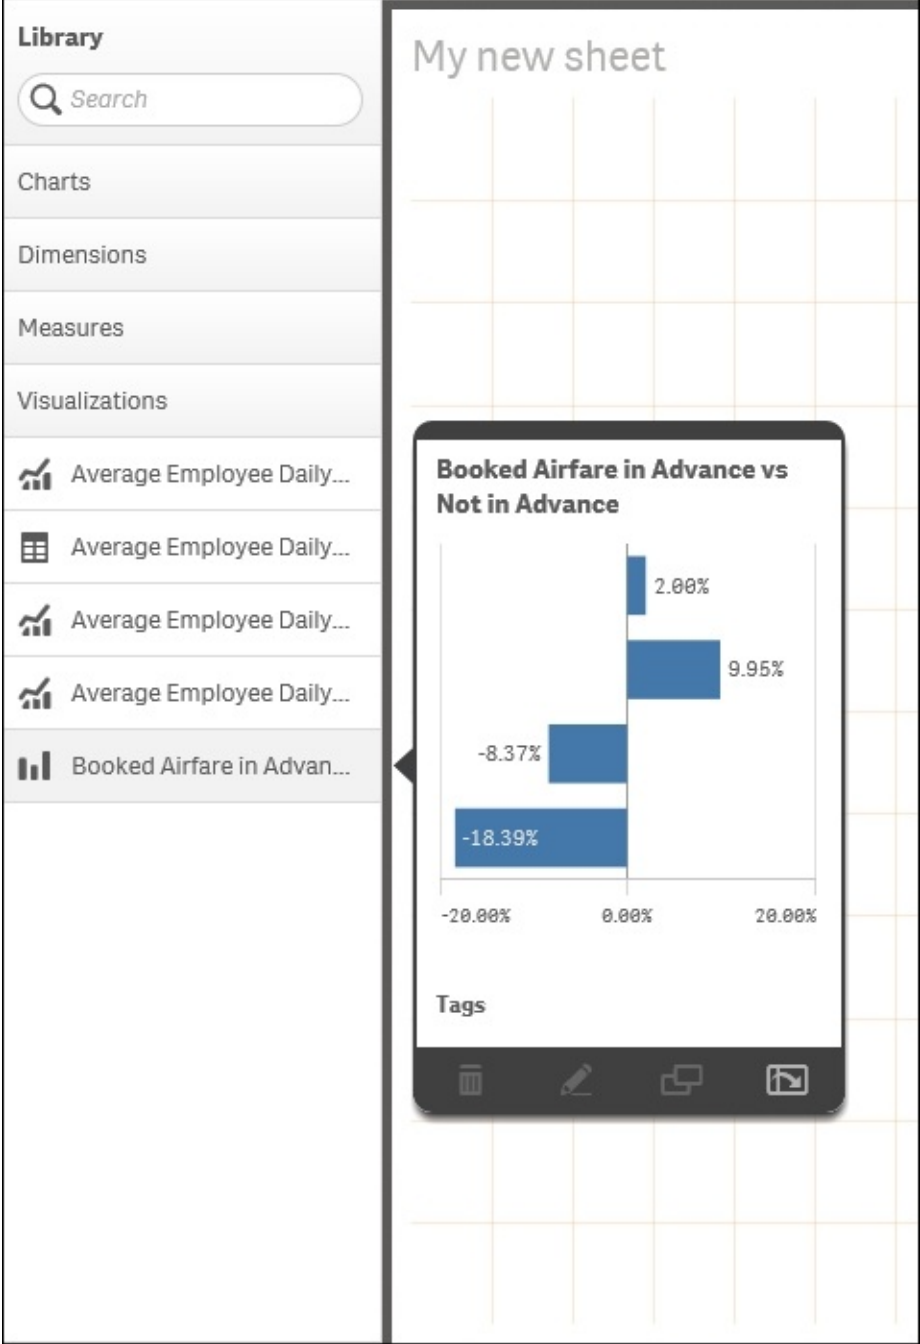 Library
Search
Charts
Dimensions
Measures
Visualizations
Average Employee Daily...
Average Employee Daily...
Average Employee Daily...
Average Employee Daily...
Booked Airfare in Advan...
My new sheet
Booked Airfare in Advance vs
Not in Advance
2.00%
9.95%
-8.37%
-18.39%
-20.00% 0.00% 20.00%
Tags